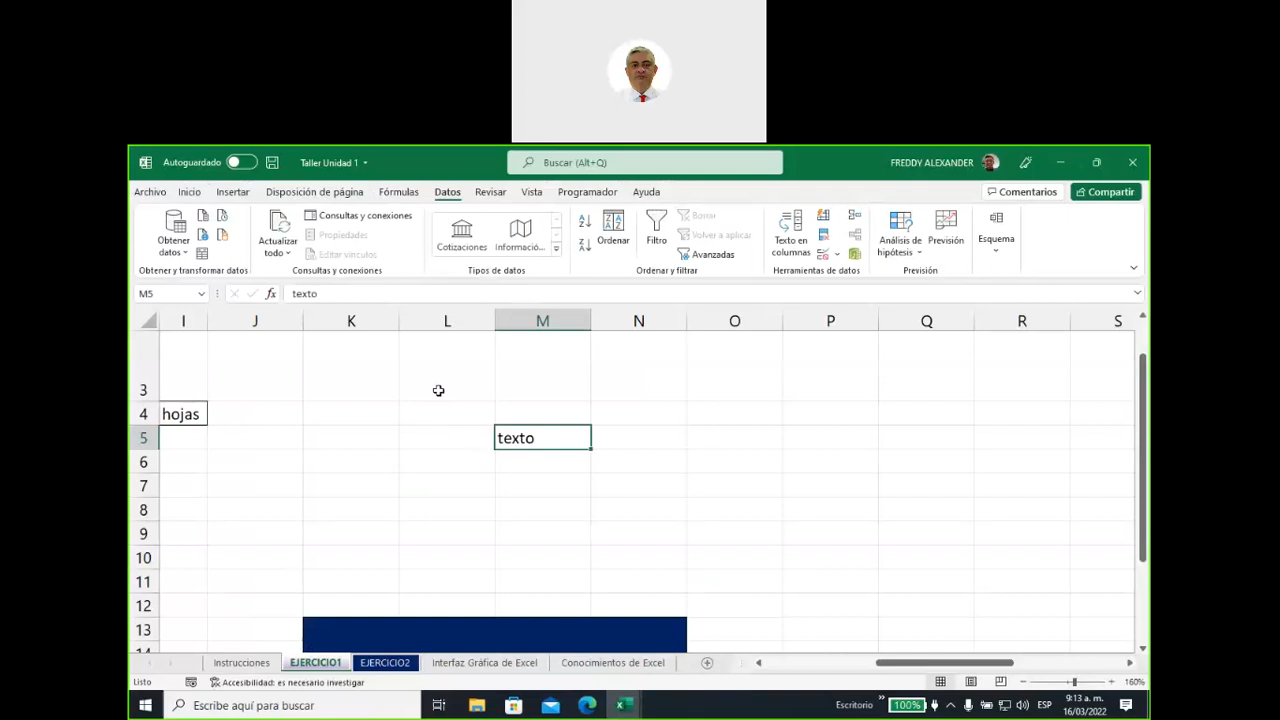 Autoguardado
Taller Unidad 1
Buscar (Alt+Q)
FREDDY ALEXANDER
Archivo Inicio Insertar Disposición de página Fórmulas Datos Revisar Vista Programador Ayuda
Comentarios
Compartir
Obtener datos
Obtener y transformar datos
Actualizar todo
Consultas y conexiones
Propiedades
Editar vínculos
Consultas y conexiones
Cotizaciones
Informació...
Tipos de datos
Ordenar
Filtro
Borrar
Volver a aplicar
Avanzadas
Ordenar y filtrar
Texto en columnas
Herramientas de datos
Análisis de hipótesis
Previsión
Previsión
Esquema
M5
fx
texto
I J K L M N O P Q R S
3
4 hojas
5 texto
6
7
8
9
10
11
12
13
14
Instrucciones EJERCICIO1 EJERCICIO2 Interfaz Gráfica de Excel Conocimientos de Excel
Listo
Accesibilidad: es necesario investigar
160%
Escribe aquí para buscar
Escritorio
100%
ESP
9:13 a. m.
16/03/2022